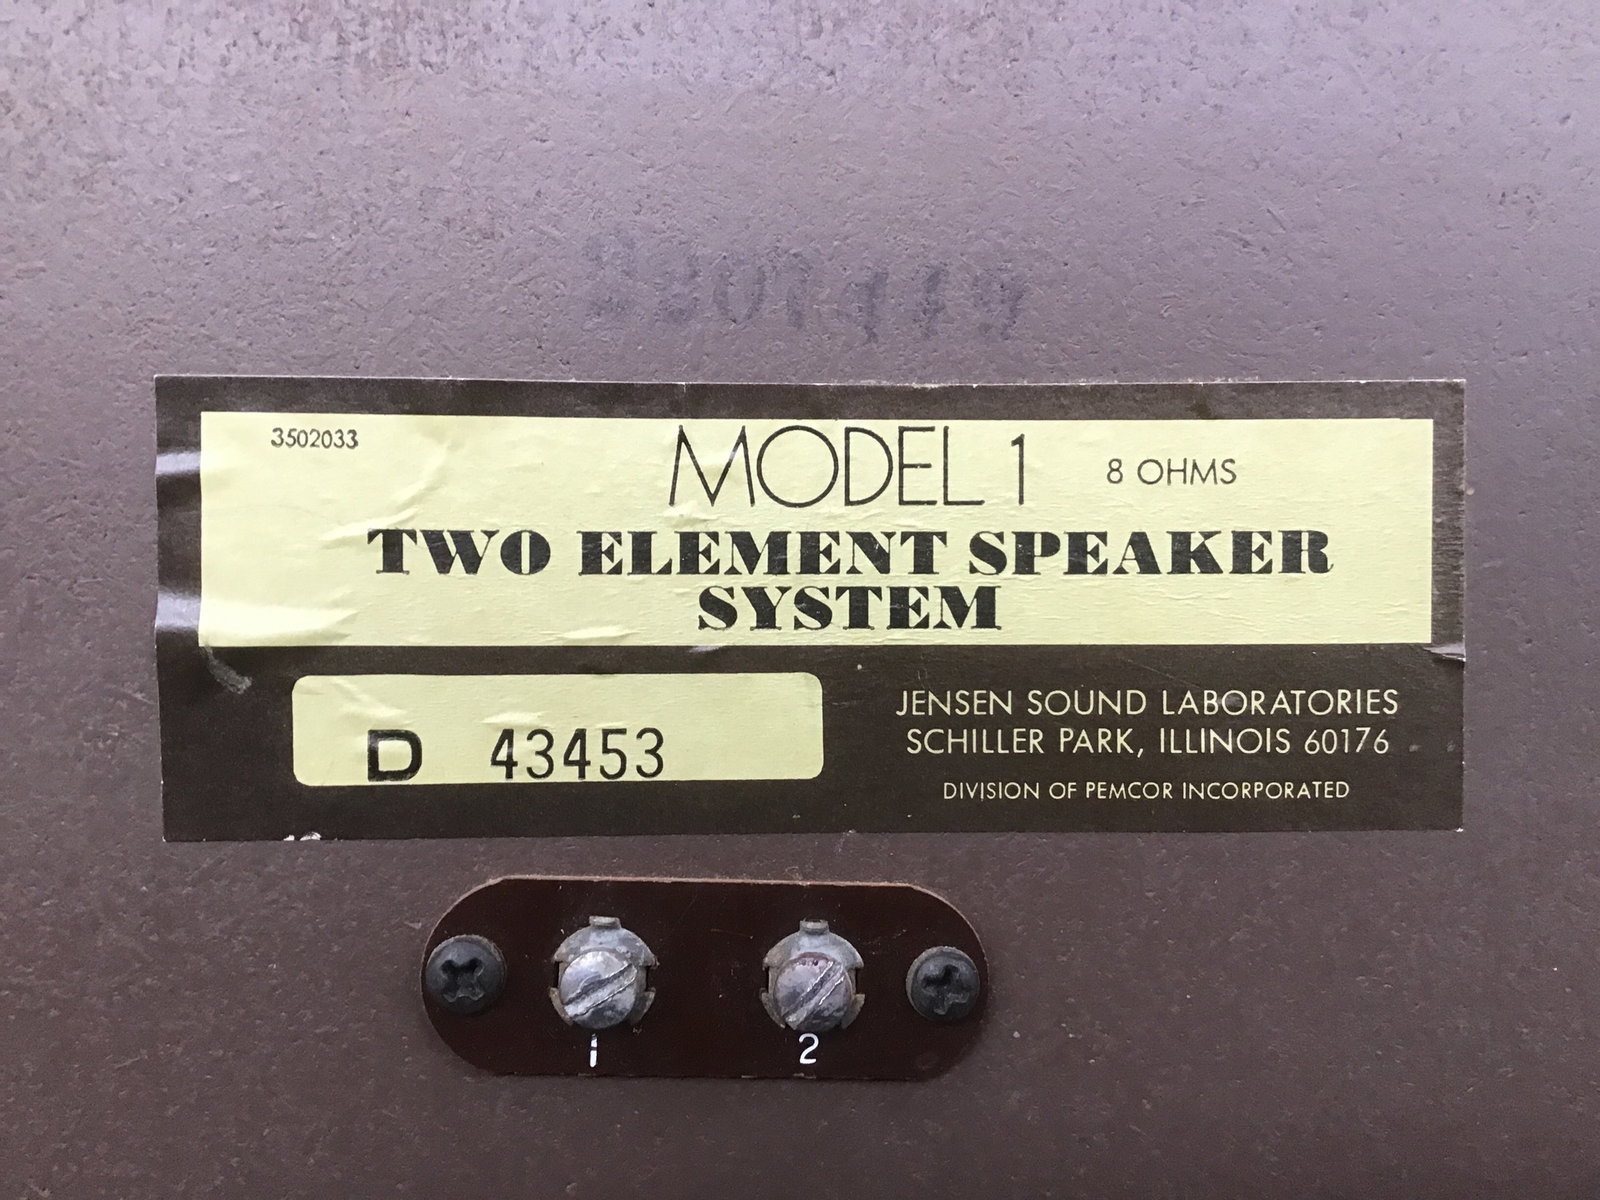 3502033
MODEL 1 8 OHMS
TWO ELEMENT SPEAKER
SYSTEM
D 43453
JENSEN SOUND LABORATORIES
SCHILLER PARK, ILLINOIS 60176
DIVISION OF PEMCOR INCORPORATED
1 2